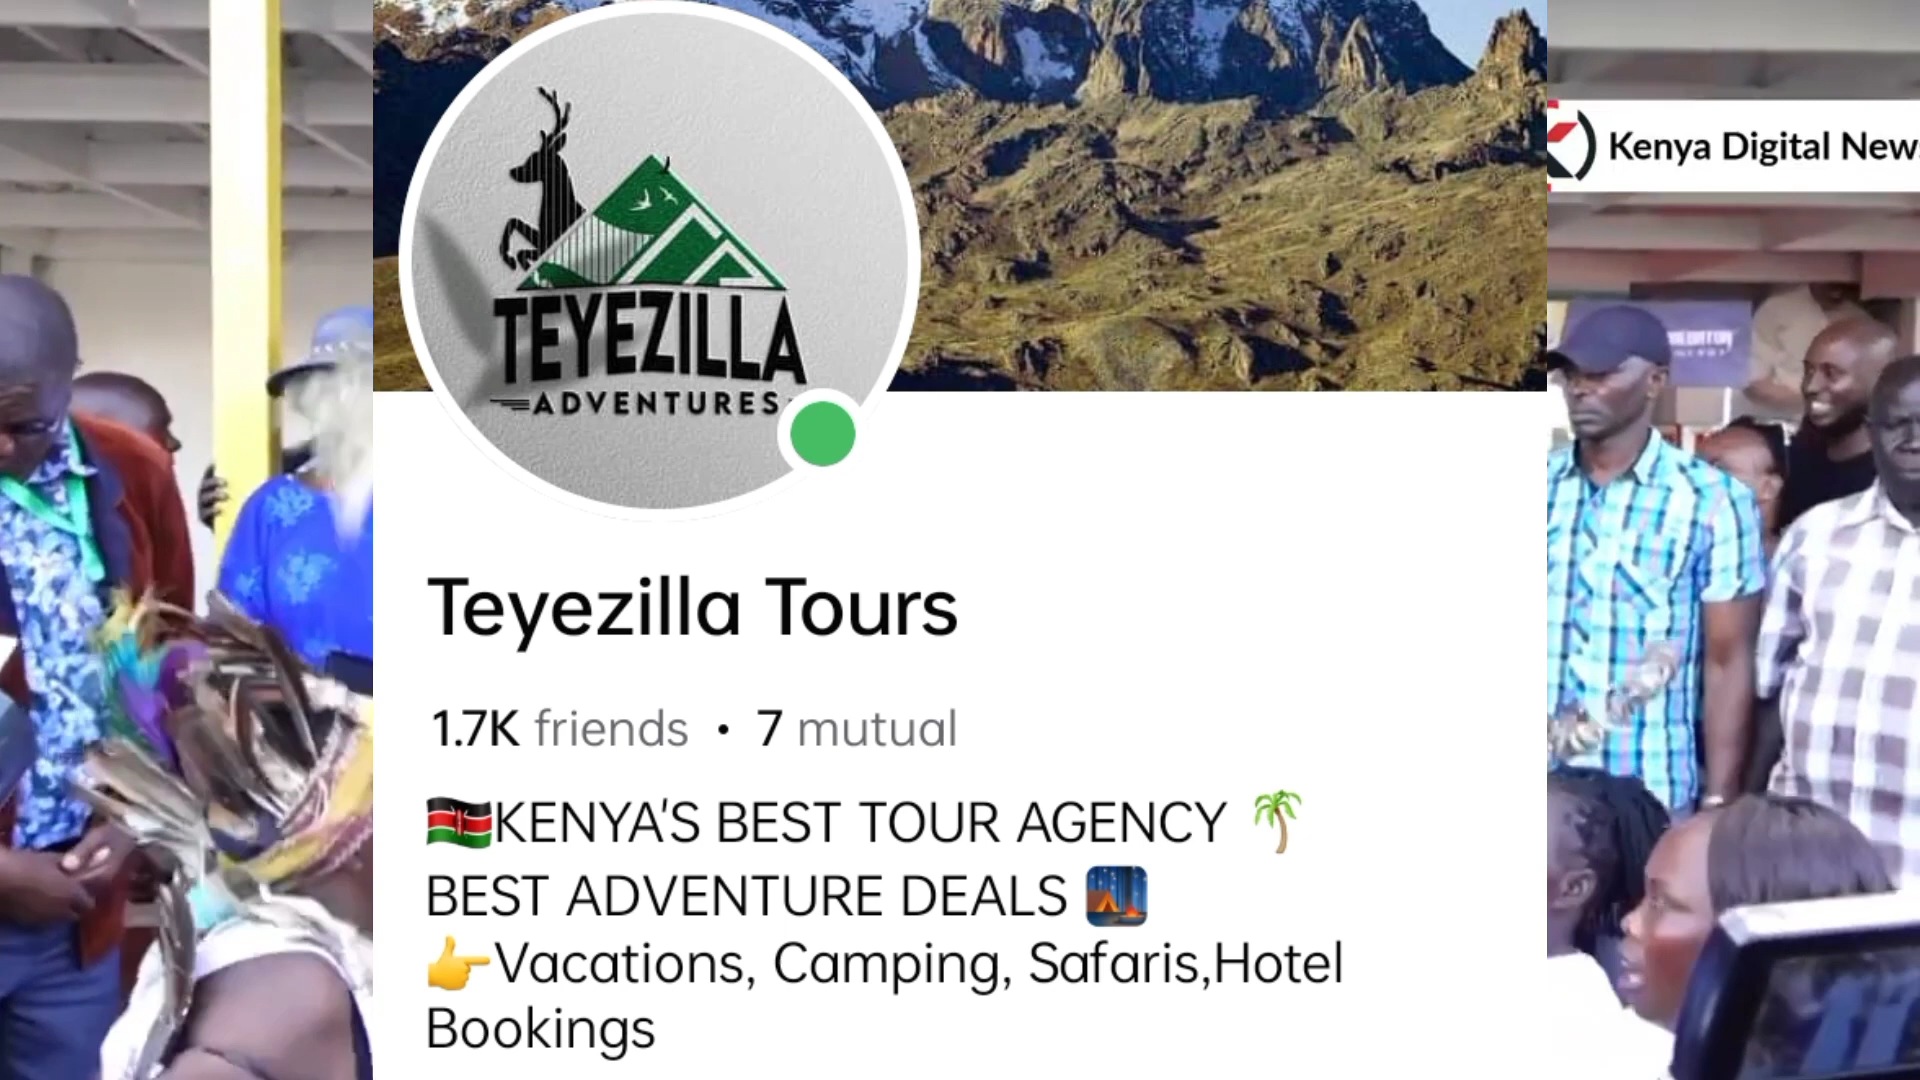 TEYEZILLA
ADVENTURES
Kenya Digital New
Teyezilla Tours
1.7K friends • 7 mutual
🇰🇪KENYA'S BEST TOUR AGENCY 🌴
BEST ADVENTURE DEALS 🏕
👉Vacations, Camping, Safaris,Hotel
Bookings